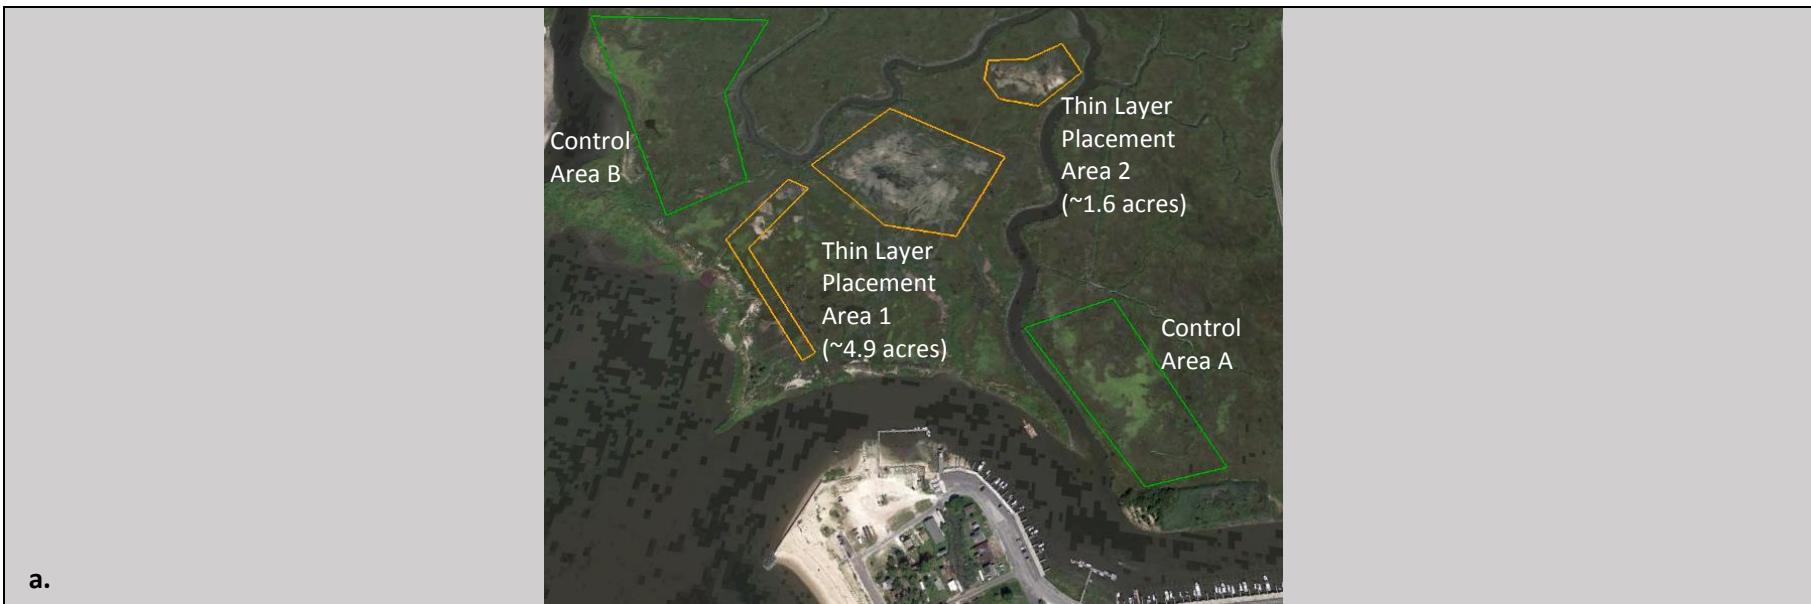 Control
Area B
Thin Layer
Placement
Area 2
(~1.6 acres)
Thin Layer
Placement
Area 1
(~4.9 acres)
Control
Area A
a.